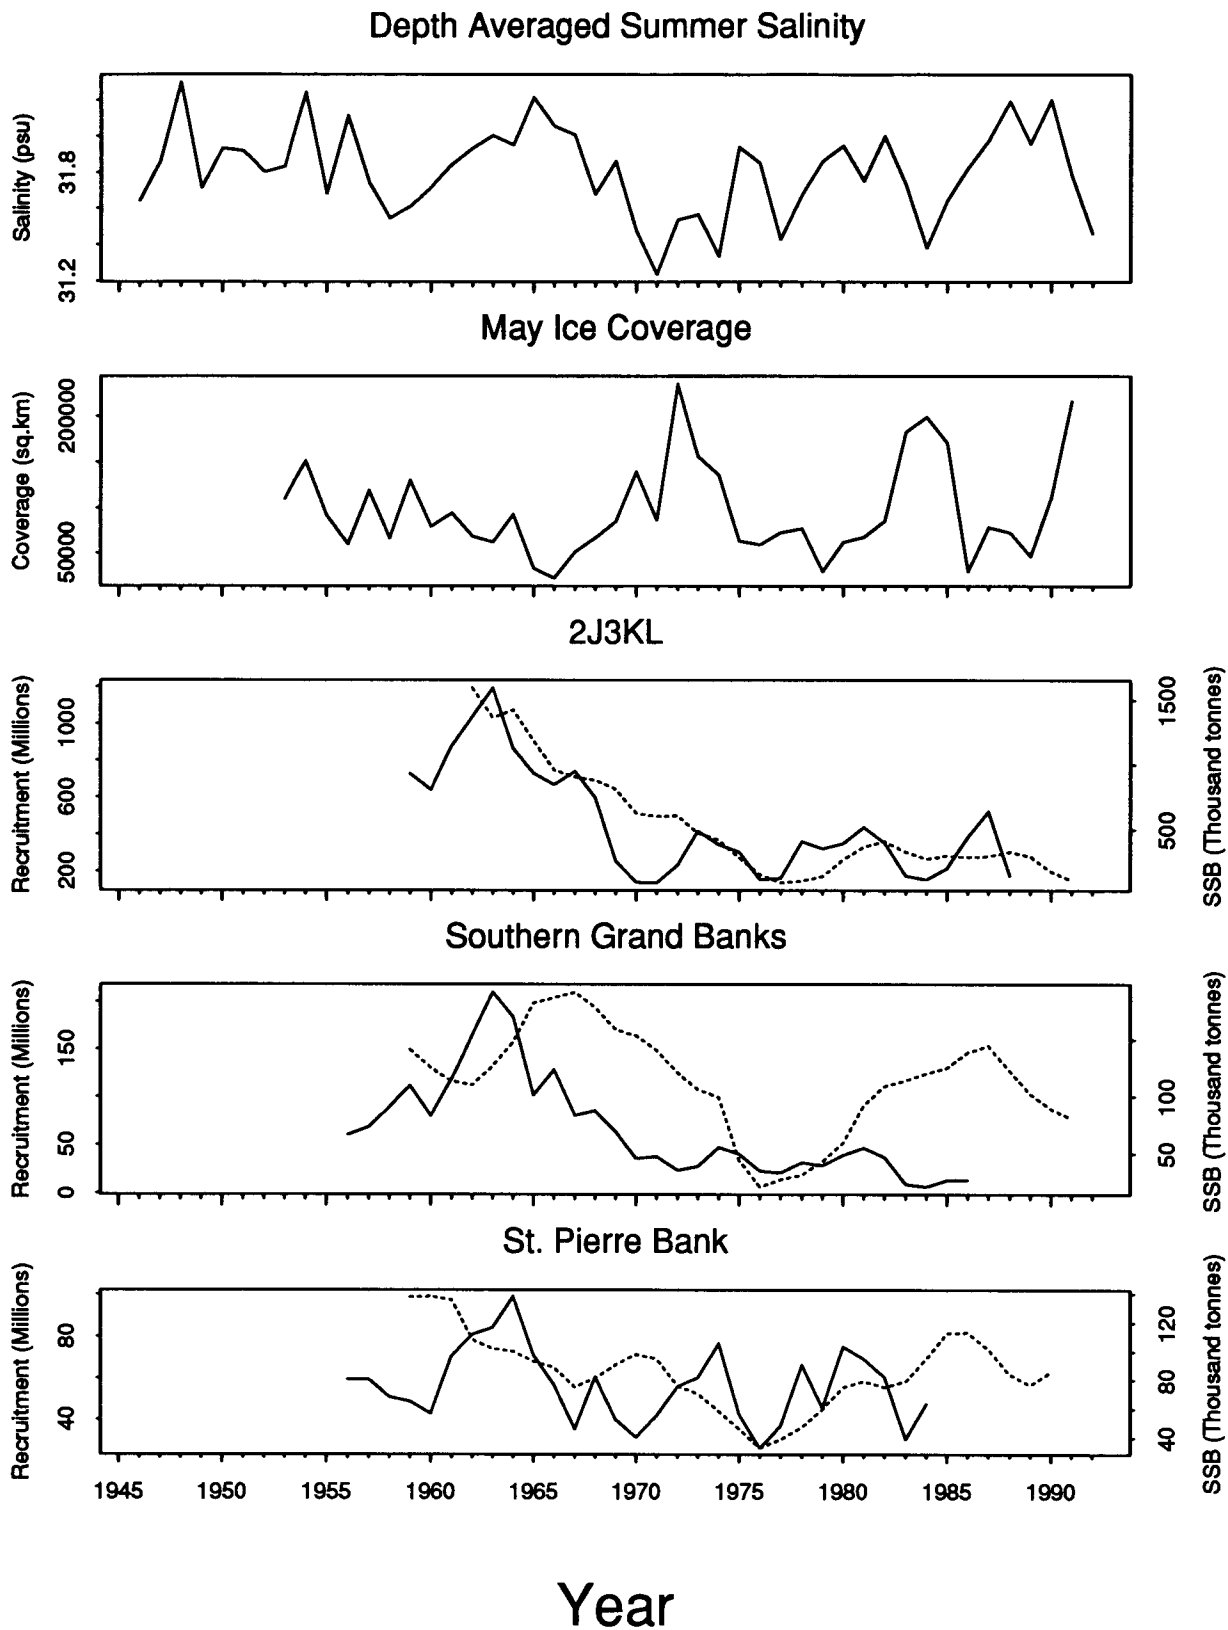 Depth Averaged Summer Salinity
Salinity (psu)
31.8
31.2
May Ice Coverage
Coverage (sq.km)
200000
50000
2J3KL
Recruitment (Millions)
1000
600
200
1500
500
SSB (Thousand tonnes)
Southern Grand Banks
Recruitment (Millions)
150
50
0
100
50
SSB (Thousand tonnes)
St. Pierre Bank
Recruitment (Millions)
80
40
120
80
40
SSB (Thousand tonnes)
1945 1950 1955 1960 1965 1970 1975 1980 1985 1990
Year